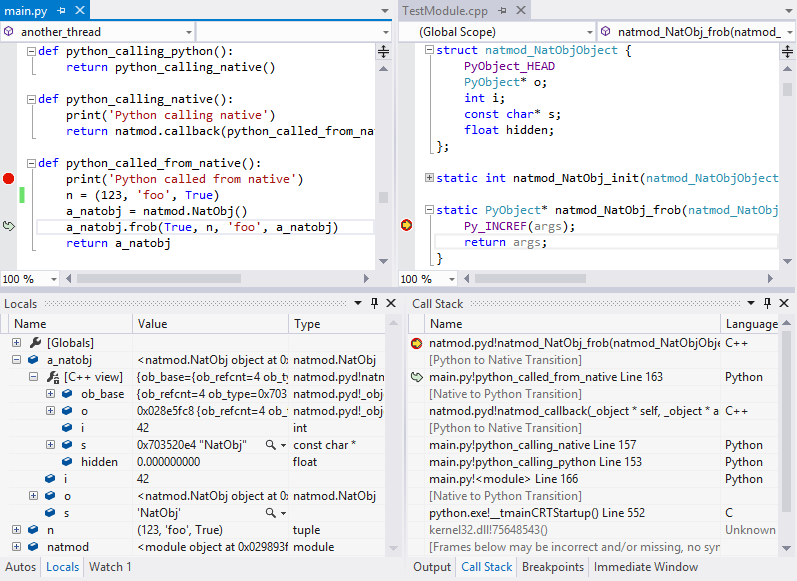 main.py
another_thread
def python_calling_python():
return python_calling_native()
def python_calling_native():
print('Python calling native')
return natmod.callback(python_called_from_na
def python_called_from_native():
print('Python called from native')
n = (123, 'foo', True)
a_natobj = natmod.NatObj()
a_natobj.frob(True, n, 'foo', a_natobj)
return a_natobj
100 %
TestModule.cpp
(Global Scope)
natmod_NatObj_frob(natmod_
struct natmod_NatObjObject {
PyObject_HEAD
PyObject* o;
int i;
const char* s;
float hidden;
};
static int natmod_NatObj_init(natmod_NatObjObject
static PyObject* natmod_NatObj_frob(natmod_NatObj
Py_INCREF(args);
return args;
}
100 %
Locals
Name Value Type
[Globals]
a_natobj <natmod.NatObj object at 0x natmod.NatObj
[C++ view] {ob_base={ob_refcnt=4 ob_ty natmod.pyd!natm
ob_base {ob_refcnt=4 ob_type=0x703 natmod.pyd!_obj
o 0x028e5fc8 {ob_refcnt=4 ob_t natmod.pyd!_obj
i 42 int
s 0x703520e4 "NatObj" const char *
hidden 0.000000000 float
i 42
o <natmod.NatObj object at 0x natmod.NatObj
s 'NatObj'
n (123, 'foo', True) tuple
natmod <module object at 0x029893f module
Autos Locals Watch 1
Call Stack
Name Language
natmod.pyd!natmod_NatObj_frob(natmod_NatObjObje C++
[Python to Native Transition]
main.py!python_called_from_native Line 163 Python
[Native to Python Transition]
natmod.pyd!natmod_callback(_object * self, _object * a C++
[Python to Native Transition]
main.py!python_calling_native Line 157 Python
main.py!python_calling_python Line 153 Python
main.py!<module> Line 166 Python
[Native to Python Transition]
python.exe!__tmainCRTStartup() Line 552 C
kernel32.dll!75648543() Unknown
[Frames below may be incorrect and/or missing, no sym
Output Call Stack Breakpoints Immediate Window